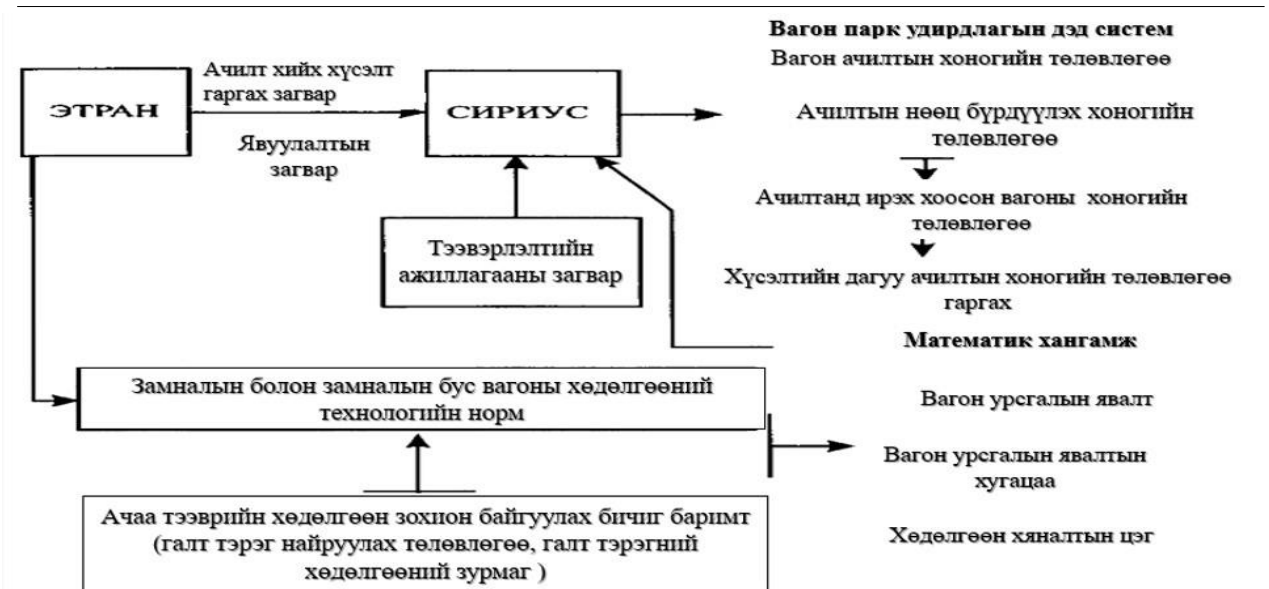 Вагон парк удирдлагын дэд систем
Вагон ачилтын хоногийн төлөвлөгөө
ЭТРАН
Ачилт хийх хүсэлт
гаргах загвар
Явуулалтын
загвар
СИРИУС
Ачилтын нөөц бүрдүүлэх хоногийн
төлөвлөгөө
Ачилтанд ирэх хоосон вагоны хоногийн
төлөвлөгөө
Тээвэрлэлтийн
ажиллагааны загвар
Хүсэлтийн дагуу ачилтын хоногийн төлөвлөгөө
гаргах
Математик хангамж
Замналын болон замналын бус вагоны хөдөлгөөний
технологийн норм
Вагон урсгалын явалт
Вагон урсгалын явалтын
хугацаа
Хөдөлгөөн хяналтын цэг
Ачаа тээврийн хөдөлгөөн зохион байгуулах бичиг баримт
(галт тэрэг найруулах төлөвлөгөө, галт тэрэгний
хөдөлгөөний зурмаг )